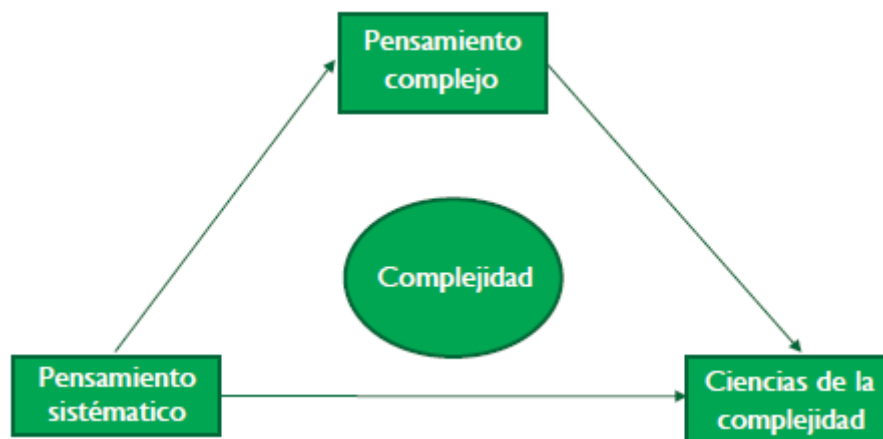 Pensamiento
complejo
Complejidad
Pensamiento
sistématico
Ciencias de la
complejidad